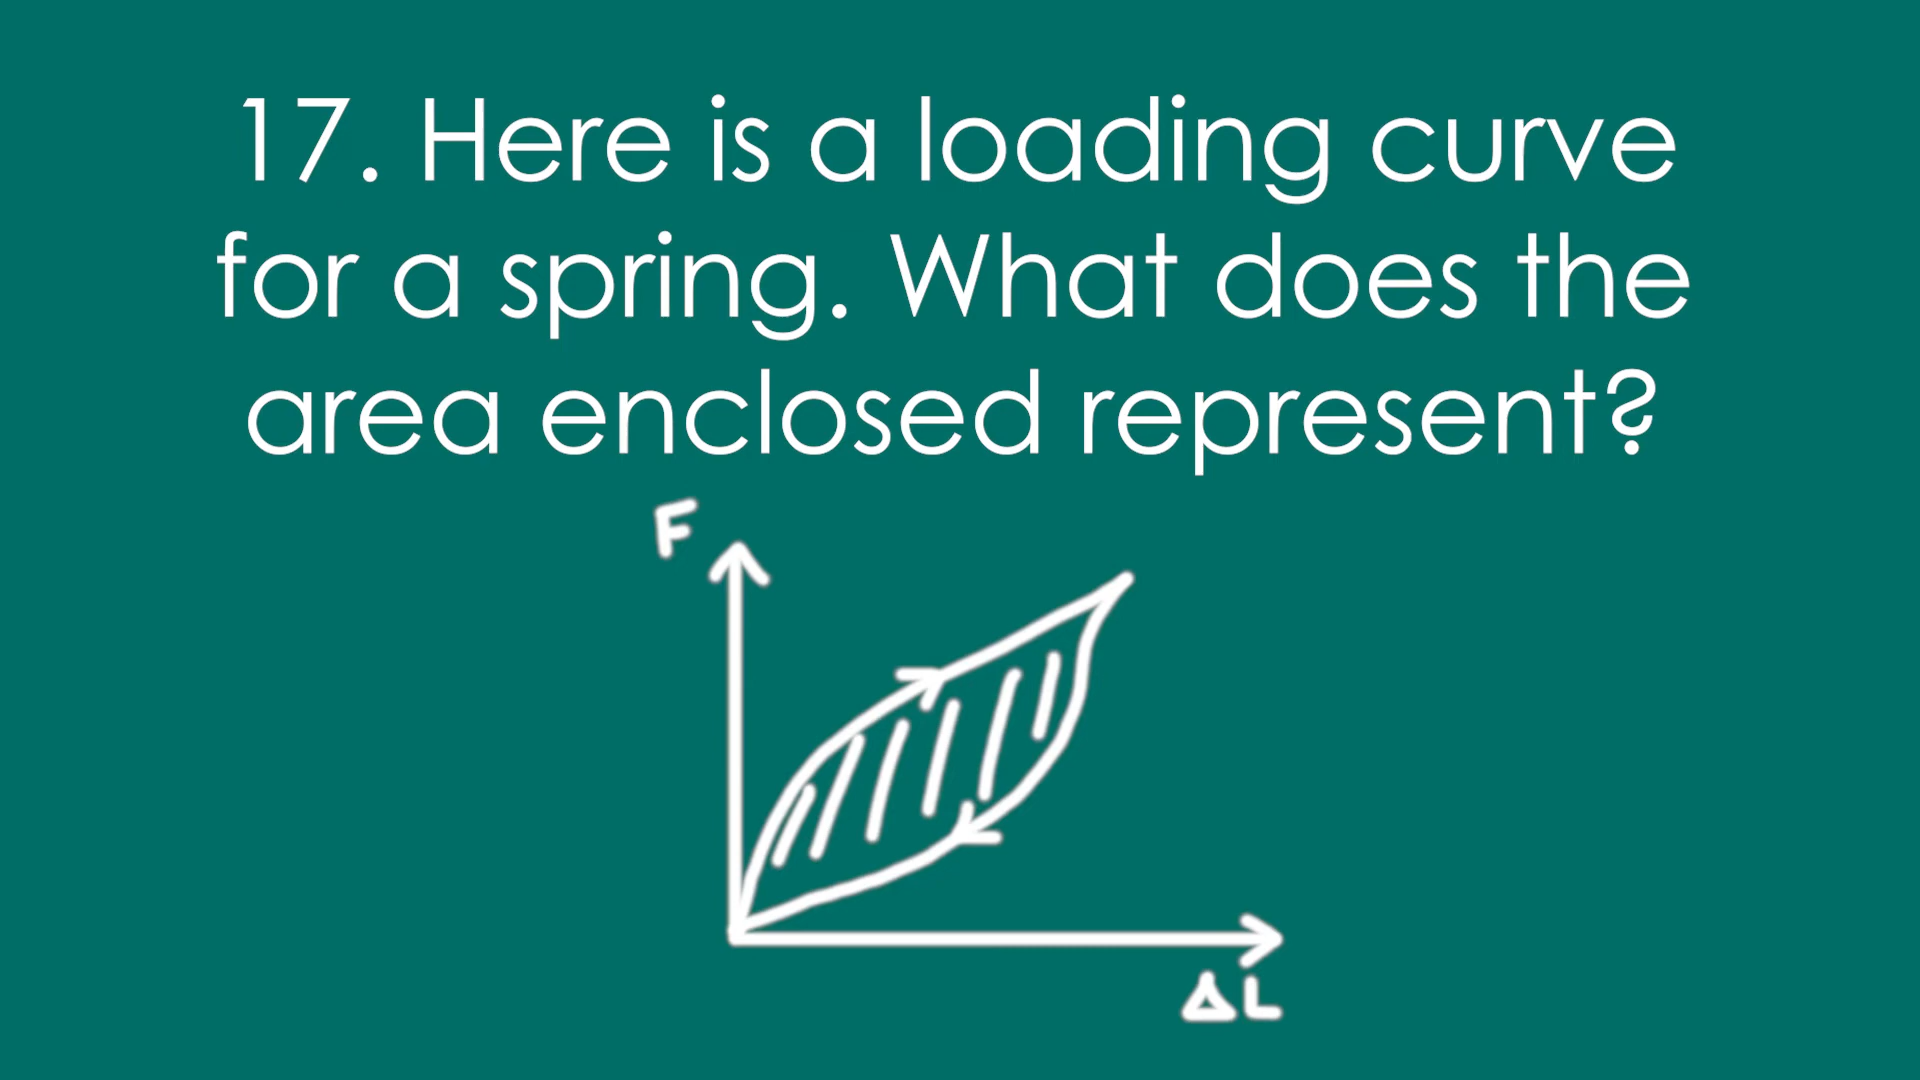 17. Here is a loading curve
for a spring. What does the
area enclosed represent?
F
ΔL